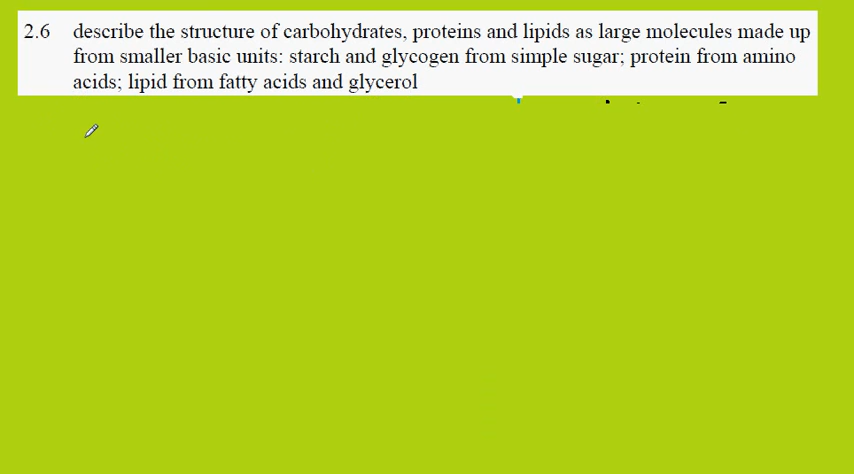 2.6 describe the structure of carbohydrates, proteins and lipids as large molecules made up
from smaller basic units: starch and glycogen from simple sugar; protein from amino
acids; lipid from fatty acids and glycerol